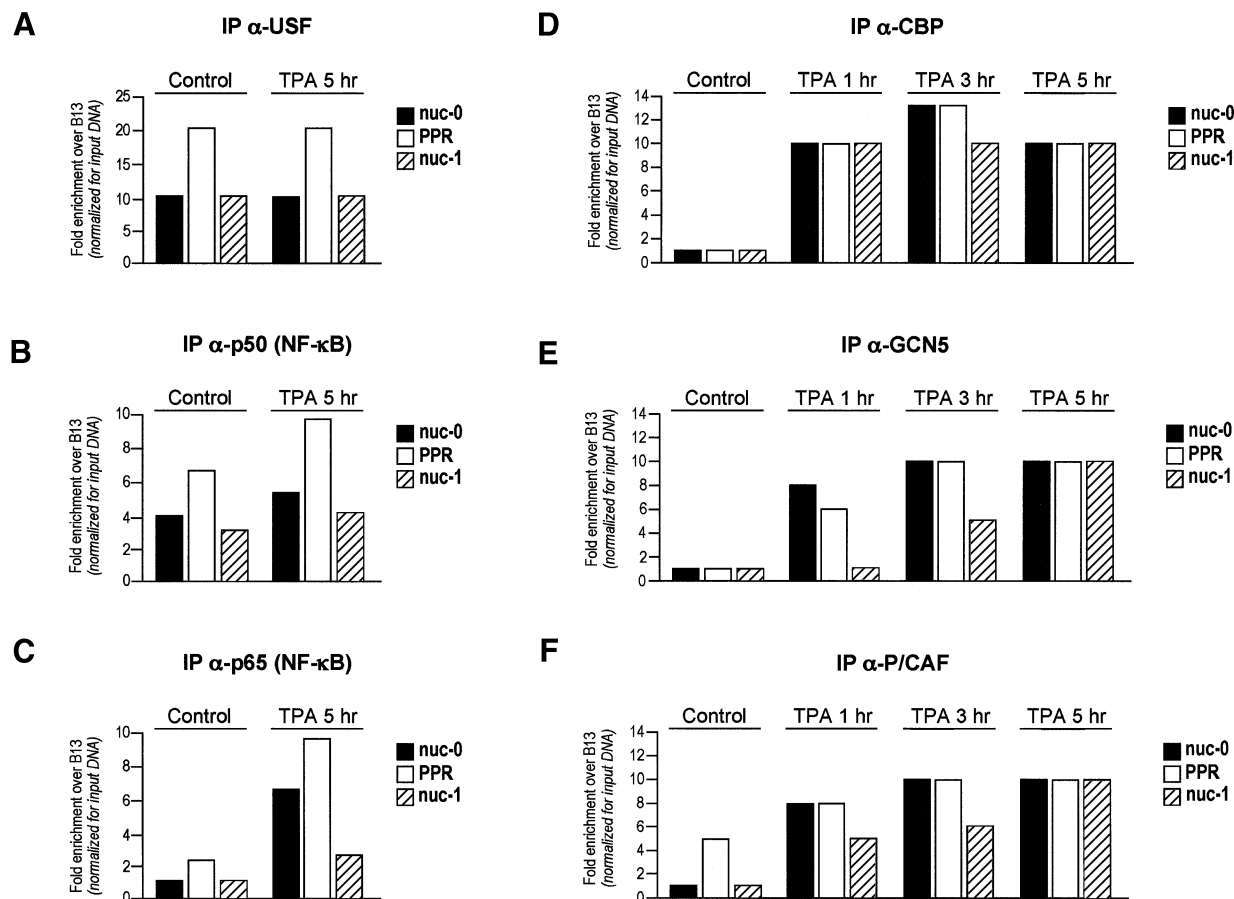 A
IP α-USF
Control TPA 5 hr
Fold enrichment over B13
(normalized for input DNA)
25
20
15
10
5
0
nuc-0
PPR
nuc-1
B
IP α-p50 (NF-κB)
Control TPA 5 hr
Fold enrichment over B13
(normalized for input DNA)
10
8
6
4
2
0
nuc-0
PPR
nuc-1
C
IP α-p65 (NF-κB)
Control TPA 5 hr
Fold enrichment over B13
(normalized for input DNA)
10
8
6
4
2
0
nuc-0
PPR
nuc-1
D
IP α-CBP
Control TPA 1 hr TPA 3 hr TPA 5 hr
Fold enrichment over B13
(normalized for input DNA)
14
12
10
8
6
4
2
0
nuc-0
PPR
nuc-1
E
IP α-GCN5
Control TPA 1 hr TPA 3 hr TPA 5 hr
Fold enrichment over B13
(normalized for input DNA)
14
12
10
8
6
4
2
0
nuc-0
PPR
nuc-1
F
IP α-P/CAF
Control TPA 1 hr TPA 3 hr TPA 5 hr
Fold enrichment over B13
(normalized for input DNA)
14
12
10
8
6
4
2
0
nuc-0
PPR
nuc-1